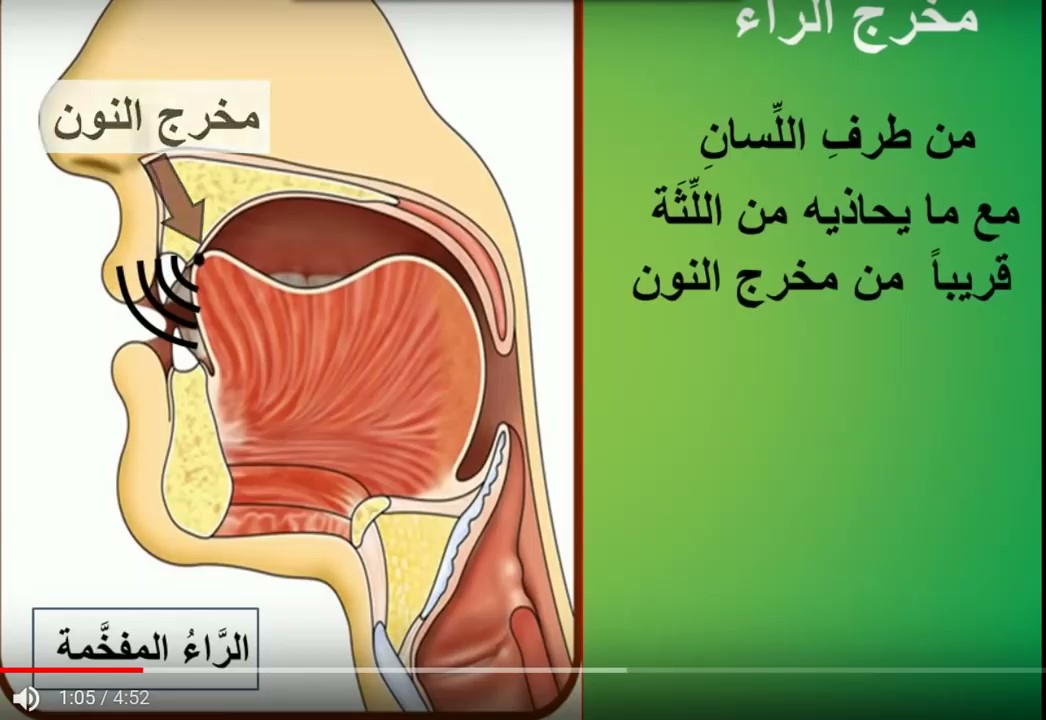 مخرج الراء
من طرفِ اللِّسانِ
مع ما يحاذيه من اللِّثَة
قريباً من مخرج النون
مخرج النون
الرَّاءُ المفخَّمة
1:05 / 4:52